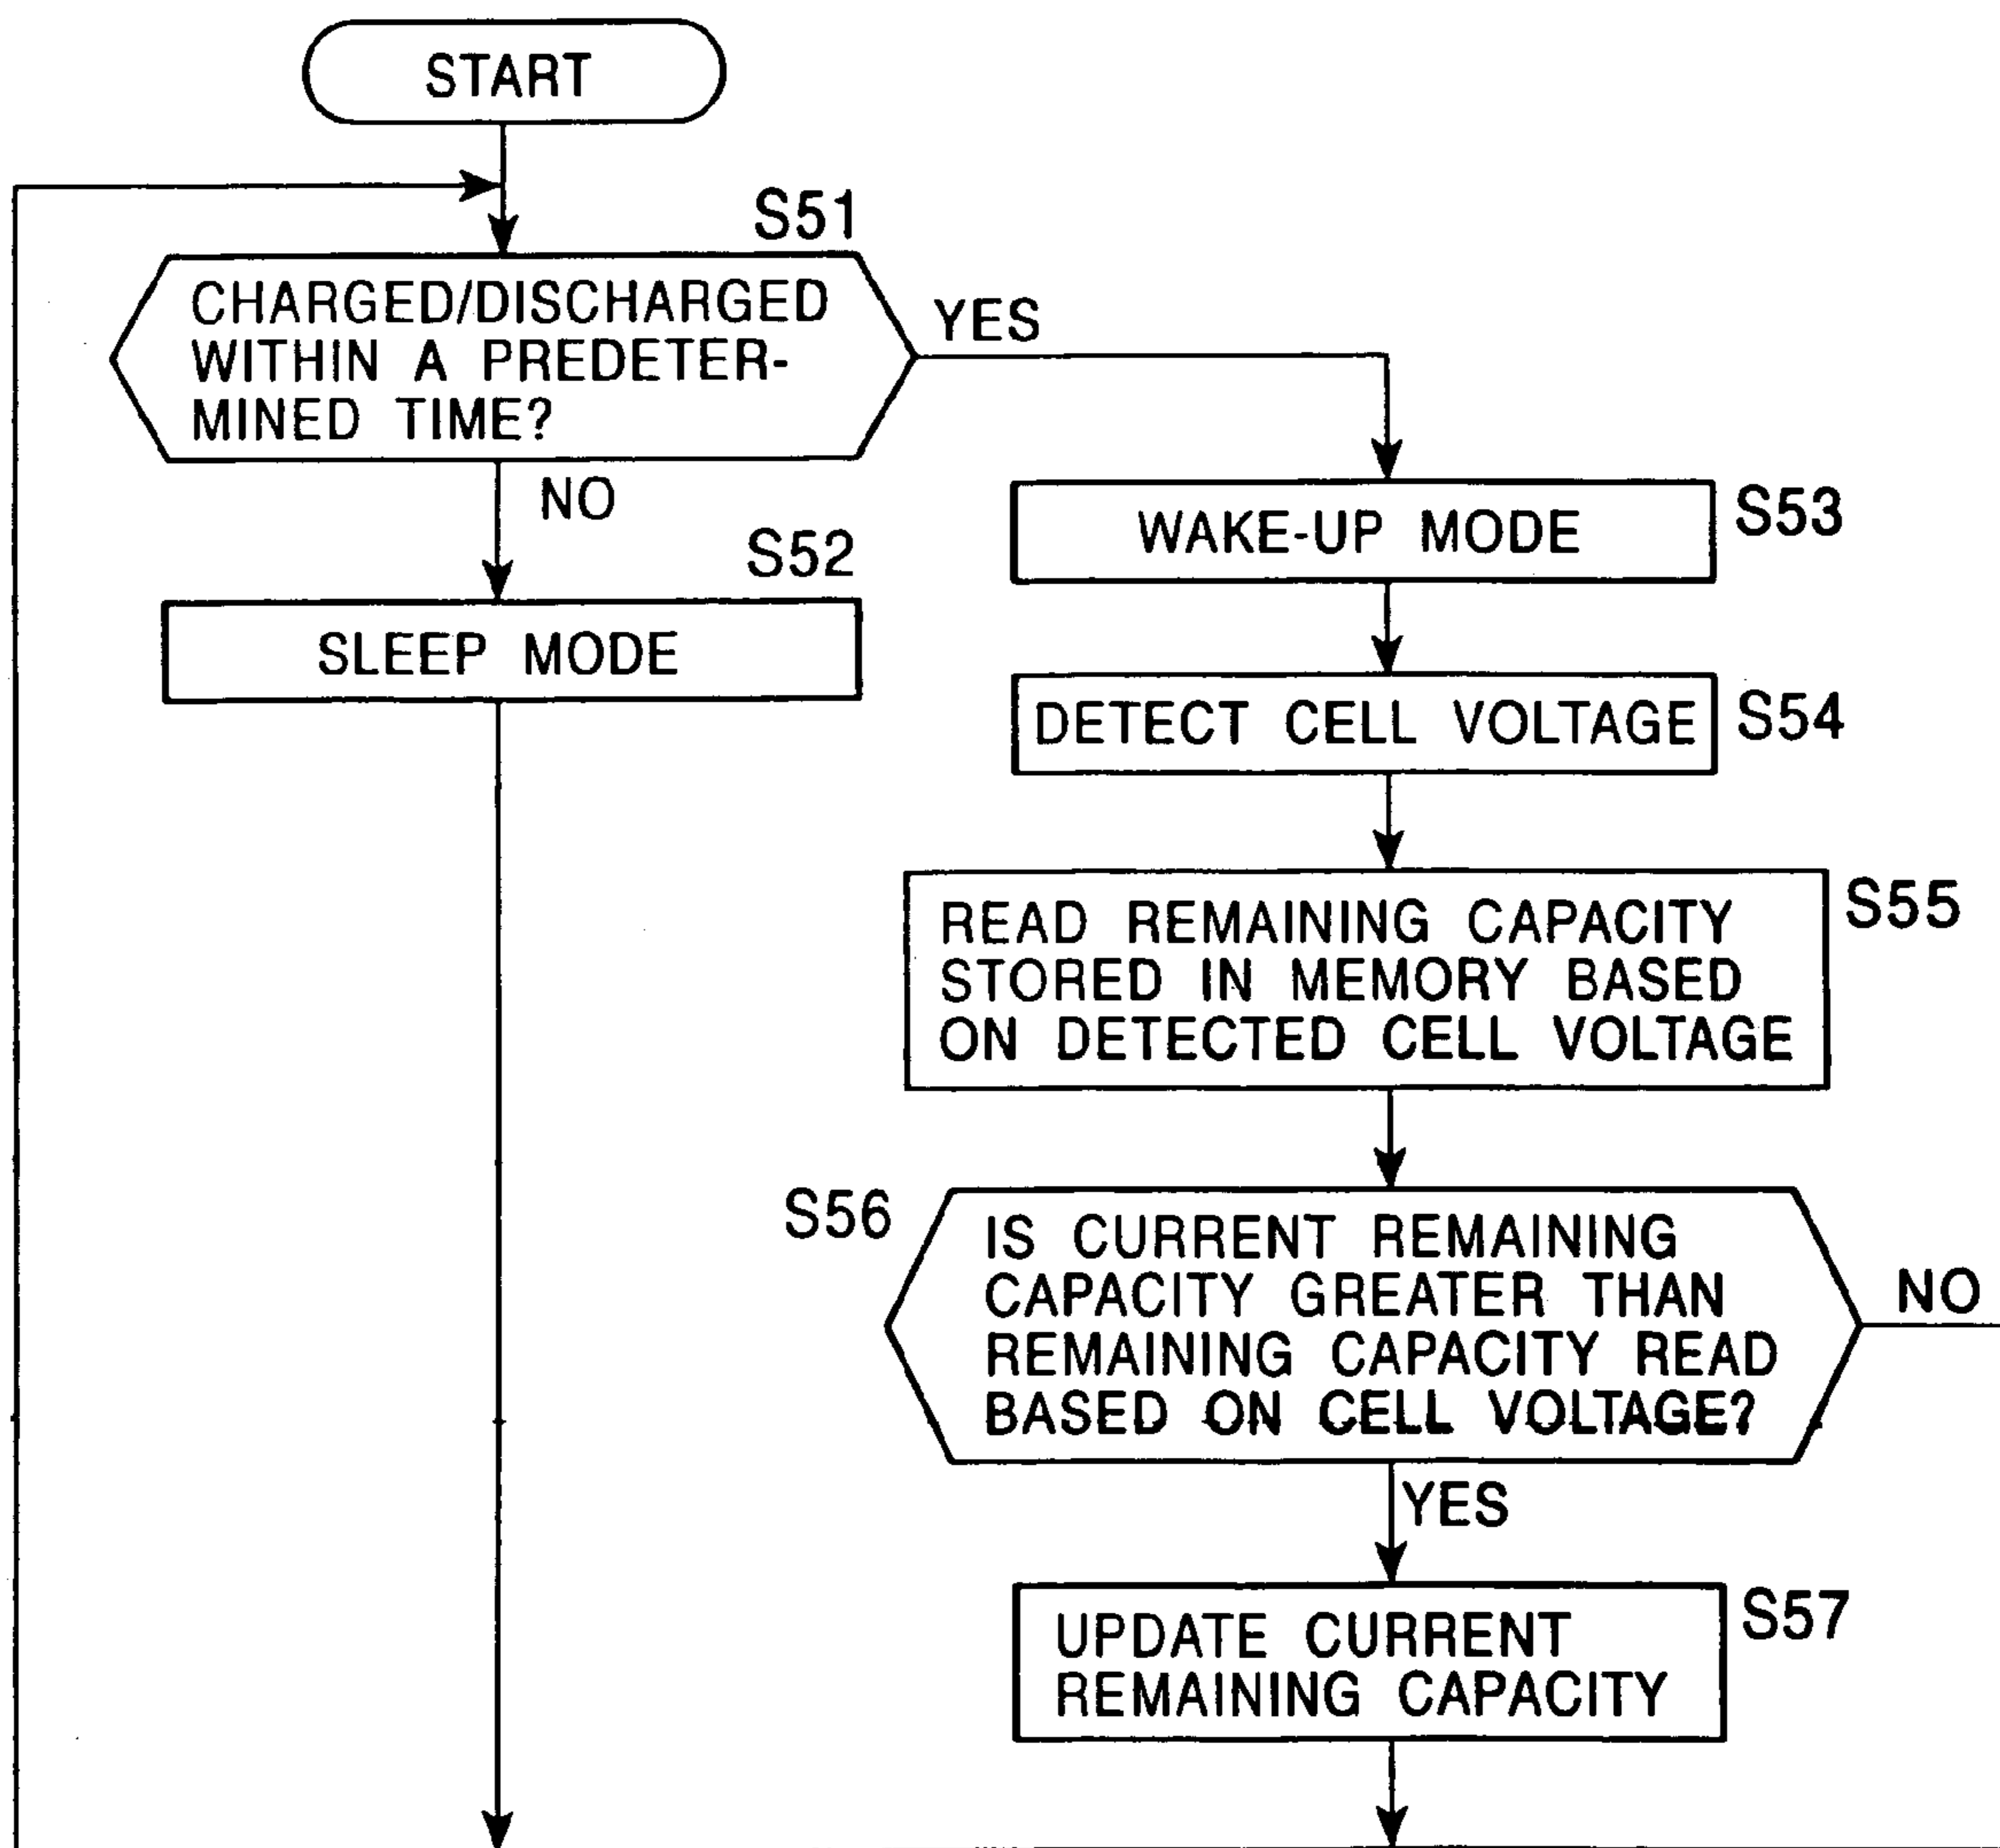 START
S51
CHARGED/DISCHARGED
WITHIN A PREDETER-
MINED TIME?
YES
NO
S52
SLEEP MODE
WAKE-UP MODE
S53
DETECT CELL VOLTAGE
S54
READ REMAINING CAPACITY
STORED IN MEMORY BASED
ON DETECTED CELL VOLTAGE
S55
S56
IS CURRENT REMAINING
CAPACITY GREATER THAN
REMAINING CAPACITY READ
BASED ON CELL VOLTAGE?
NO
YES
UPDATE CURRENT
REMAINING CAPACITY
S57